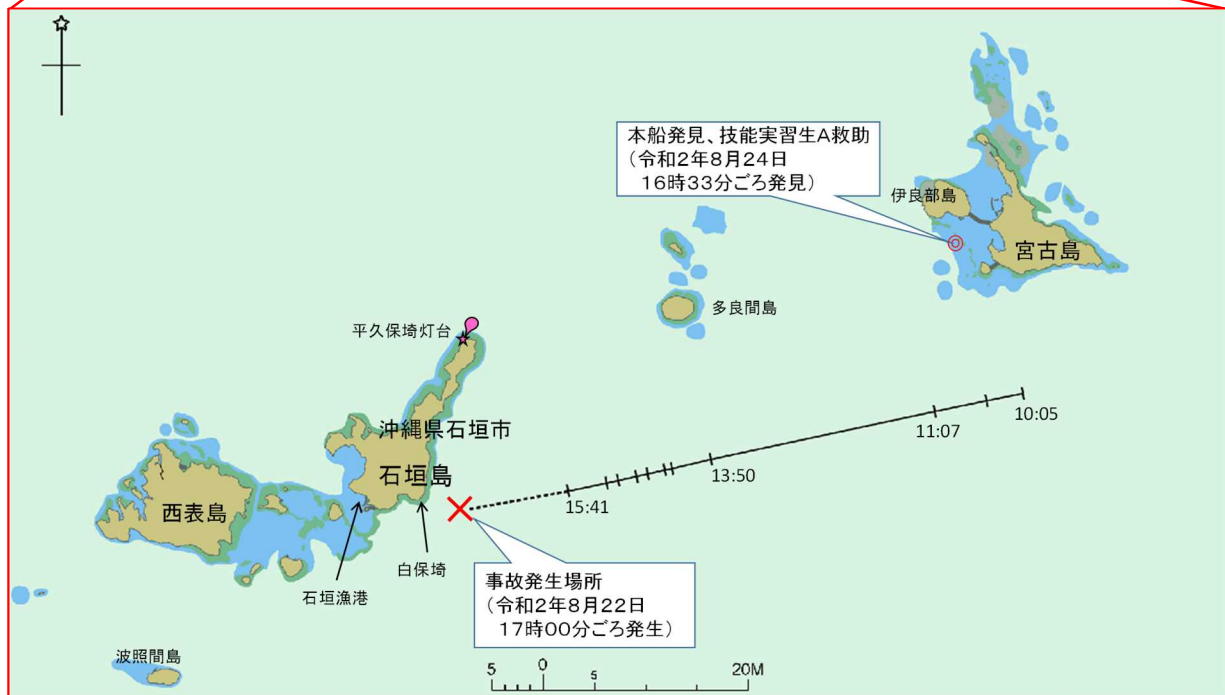 本船発見、技能実習生A救助
（令和2年8月24日
16時33分ごろ発見）
伊良部島
宮古島
多良間島
平久保埼灯台
沖縄県石垣市
石垣島
10:05
11:07
13:50
15:41
西表島
白保埼
石垣漁港
事故発生場所
（令和2年8月22日
17時00分ごろ発生）
波照間島
5 0 5 20M